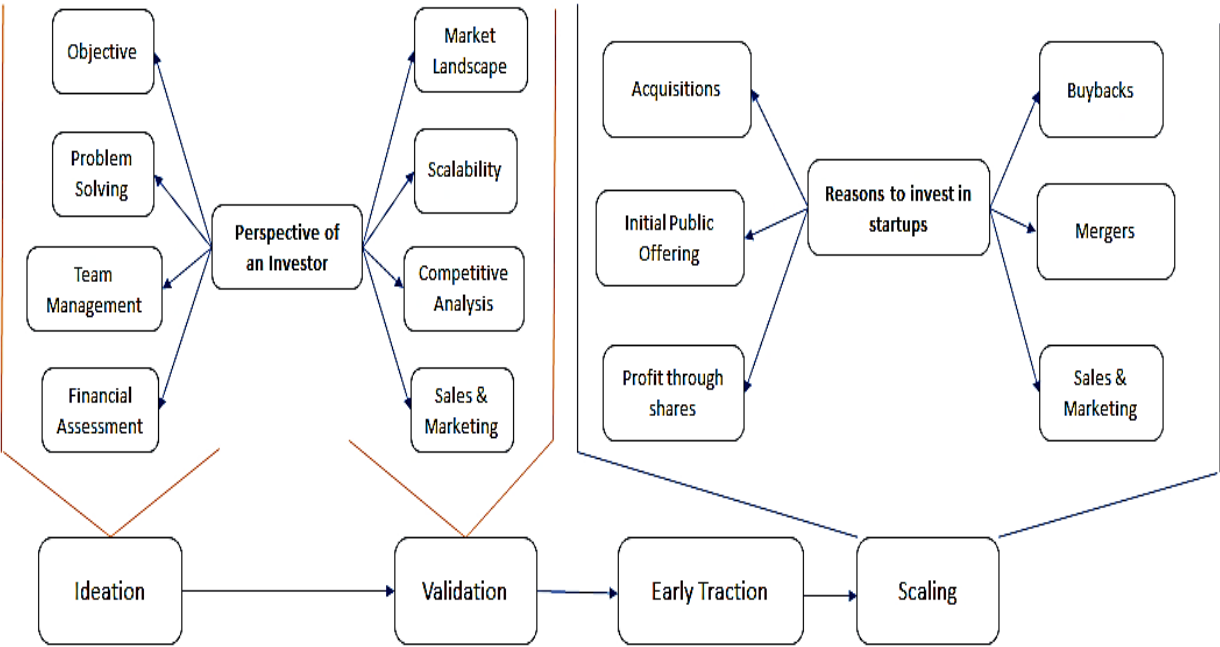 Objective
Problem
Solving
Team
Management
Financial
Assessment
Perspective of
an Investor
Market
Landscape
Scalability
Competitive
Analysis
Sales &
Marketing
Acquisitions
Initial Public
Offering
Profit through
shares
Reasons to invest in
startups
Buybacks
Mergers
Sales &
Marketing
Ideation
Validation
Early Traction
Scaling